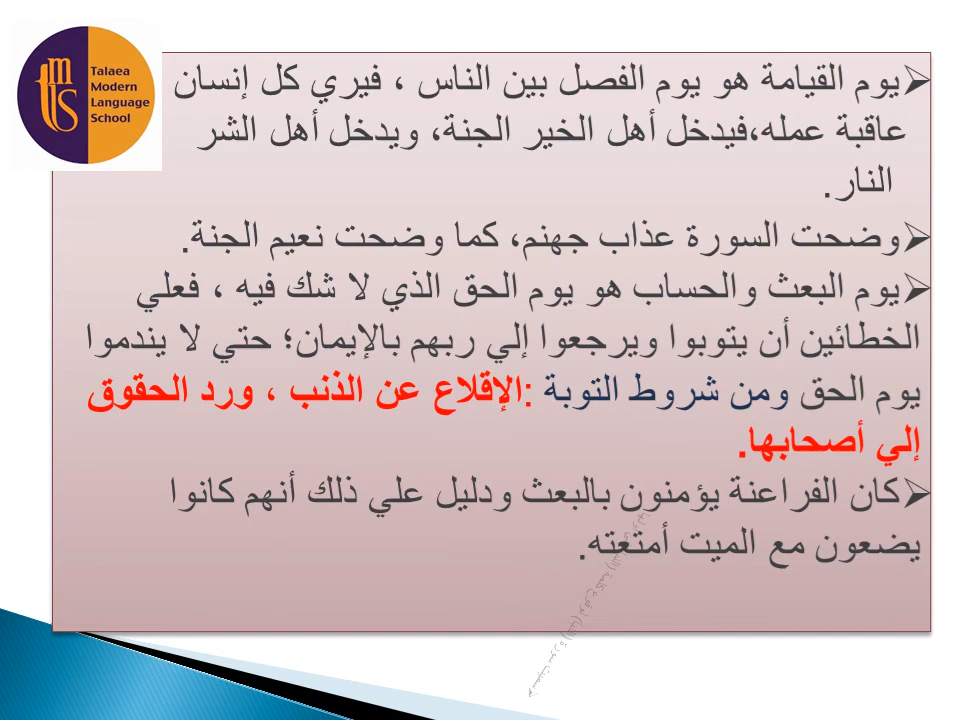 Talaea
Modern
Language
School
يوم القيامة هو يوم الفصل بين الناس ، فيري كل إنسان
عاقبة عمله،فيدخل أهل الخير الجنة، ويدخل أهل الشر
النار.
وضحت السورة عذاب جهنم، كما وضحت نعيم الجنة.
يوم البعث والحساب هو يوم الحق الذي لا شك فيه ، فعلي
الخطائين أن يتوبوا ويرجعوا إلي ربهم بالإيمان؛ حتي لا يندموا
يوم الحق ومن شروط التوبة :الإقلاع عن الذنب ، ورد الحقوق
إلي أصحابها.
كان الفراعنة يؤمنون بالبعث ودليل علي ذلك أنهم كانوا
يضعون مع الميت أمتعته.